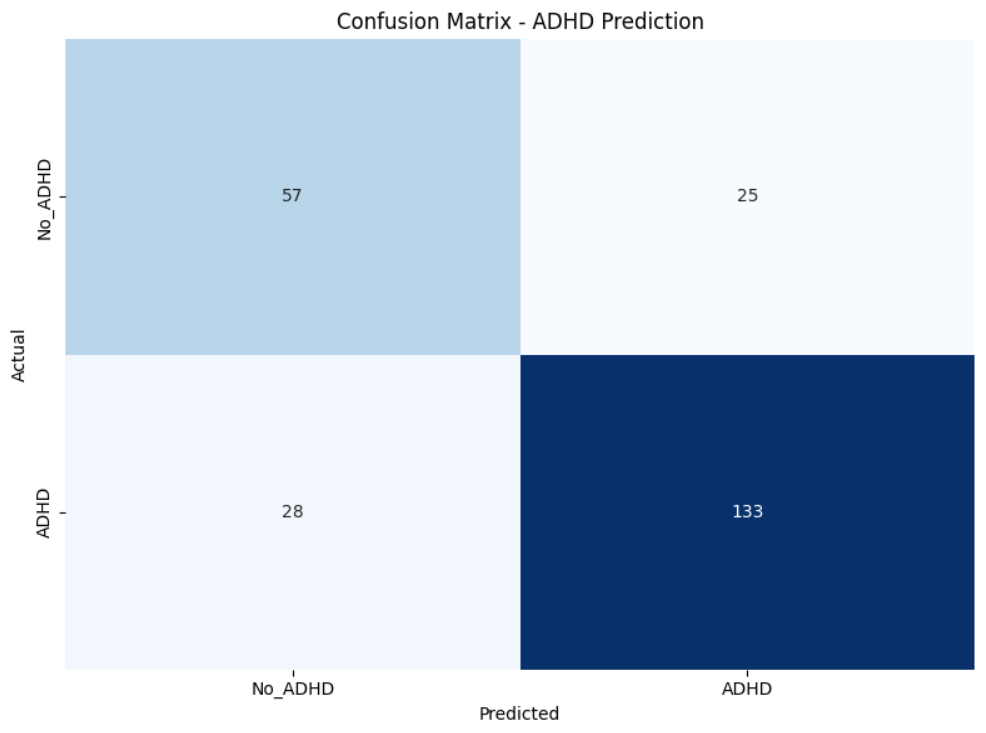 Confusion Matrix - ADHD Prediction
No_ADHD
57
25
Actual
ADHD
28
133
No_ADHD
ADHD
Predicted